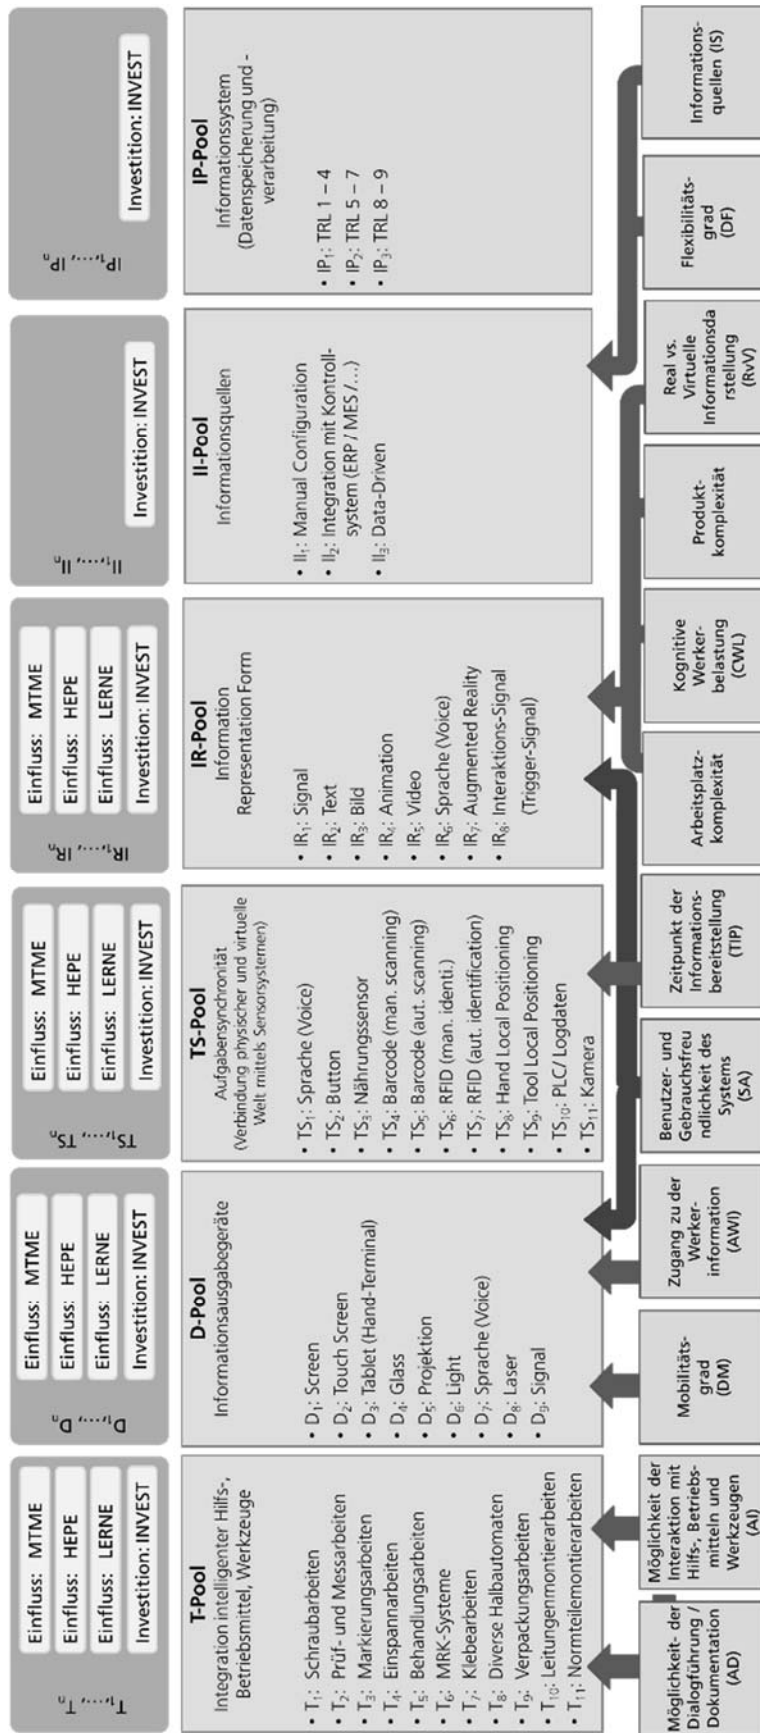 T₁,..., Tₙ
Einfluss: MTME
Einfluss: HEPE
Einfluss: LERNE
Investition: INVEST
D₁,..., Dₙ
Einfluss: MTME
Einfluss: HEPE
Einfluss: LERNE
Investition: INVEST
TS₁,..., TSₙ
Einfluss: MTME
Einfluss: HEPE
Einfluss: LERNE
Investition: INVEST
IR₁,..., IRₙ
Einfluss: MTME
Einfluss: HEPE
Einfluss: LERNE
Investition: INVEST
II₁,..., IIₙ
Investition: INVEST
IP₁,..., IPₙ
Investition: INVEST
T-Pool
Integration intelligenter Hilfs-,
Betriebsmittel, Werkzeuge
• T₁: Schraubarbeiten
• T₂: Prüf- und Messarbeiten
• T₃: Markierungsarbeiten
• T₄: Einspannarbeiten
• T₅: Behandlungsarbeiten
• T₆: MRK-Systeme
• T₇: Klebearbeiten
• T₈: Diverse Halbautomaten
• T₉: Verpackungsarbeiten
• T₁₀: Leitungenmontierarbeiten
• T₁₁: Normteilemontierarbeiten
D-Pool
Informationsausgabegeräte
• D₁: Screen
• D₂: Touch Screen
• D₃: Tablet (Hand-Terminal)
• D₄: Glass
• D₅: Projektion
• D₆: Light
• D₇: Sprache (Voice)
• D₈: Laser
• D₉: Signal
TS-Pool
Aufgabensynchronität
(Verbindung physischer und virtuelle
Welt mittels Sensorsystemen)
• TS₁: Sprache (Voice)
• TS₂: Button
• TS₃: Nährungssensor
• TS₄: Barcode (man. scanning)
• TS₅: Barcode (aut. scanning)
• TS₆: RFID (man. identi.)
• TS₇: RFID (aut. identification)
• TS₈: Hand Local Positioning
• TS₉: Tool Local Positioning
• TS₁₀: PLC/ Logdaten
• TS₁₁: Kamera
IR-Pool
Information
Representation Form
• IR₁: Signal
• IR₂: Text
• IR₃: Bild
• IR₄: Animation
• IR₅: Video
• IR₆: Sprache (Voice)
• IR₇: Augmented Reality
• IR₈: Interaktions-Signal
(Trigger-Signal)
II-Pool
Informationsquellen
• II₁: Manual Configuration
• II₂: Integration mit Kontroll-
system (ERP / MES /...)
• II₃: Data-Driven
IP-Pool
Informationssystem
(Datenspeicherung und -
verarbeitung)
• IP₁: TRL 1 – 4
• IP₂: TRL 5 – 7
• IP₃: TRL 8 – 9
Möglichkeit- der
Dialogführung /
Dokumentation
(AD)
Möglichkeit der
Interaktion mit
Hilfs-, Betriebs-
mitteln und
Werkzeugen
(AI)
Mobilitäts-
grad
(DM)
Zugang zu der
Werker-
information
(AWI)
Benutzer- und
Gebrauchsfreu
ndlichkeit des
Systems
(SA)
Zeitpunkt der
Informations-
bereitstellung
(TIP)
Arbeitsplatz-
komplexität
Kognitive
Werker-
belastung
(CWL)
Produkt-
komplexität
Real vs.
Virtuelle
Informationsda
rstellung
(RvV)
Flexibilitäts-
grad
(DF)
Informations-
quellen (IS)